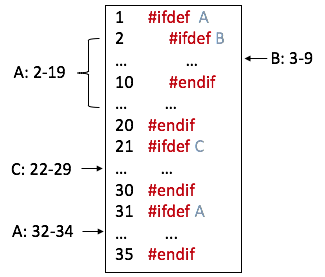 1 #ifdef A
2 #ifdef B
... ...
10 #endif
... ...
20 #endif
21 #ifdef C
... ...
30 #endif
31 #ifdef A
... ...
35 #endif
A: 2-19
B: 3-9
C: 22-29
A: 32-34